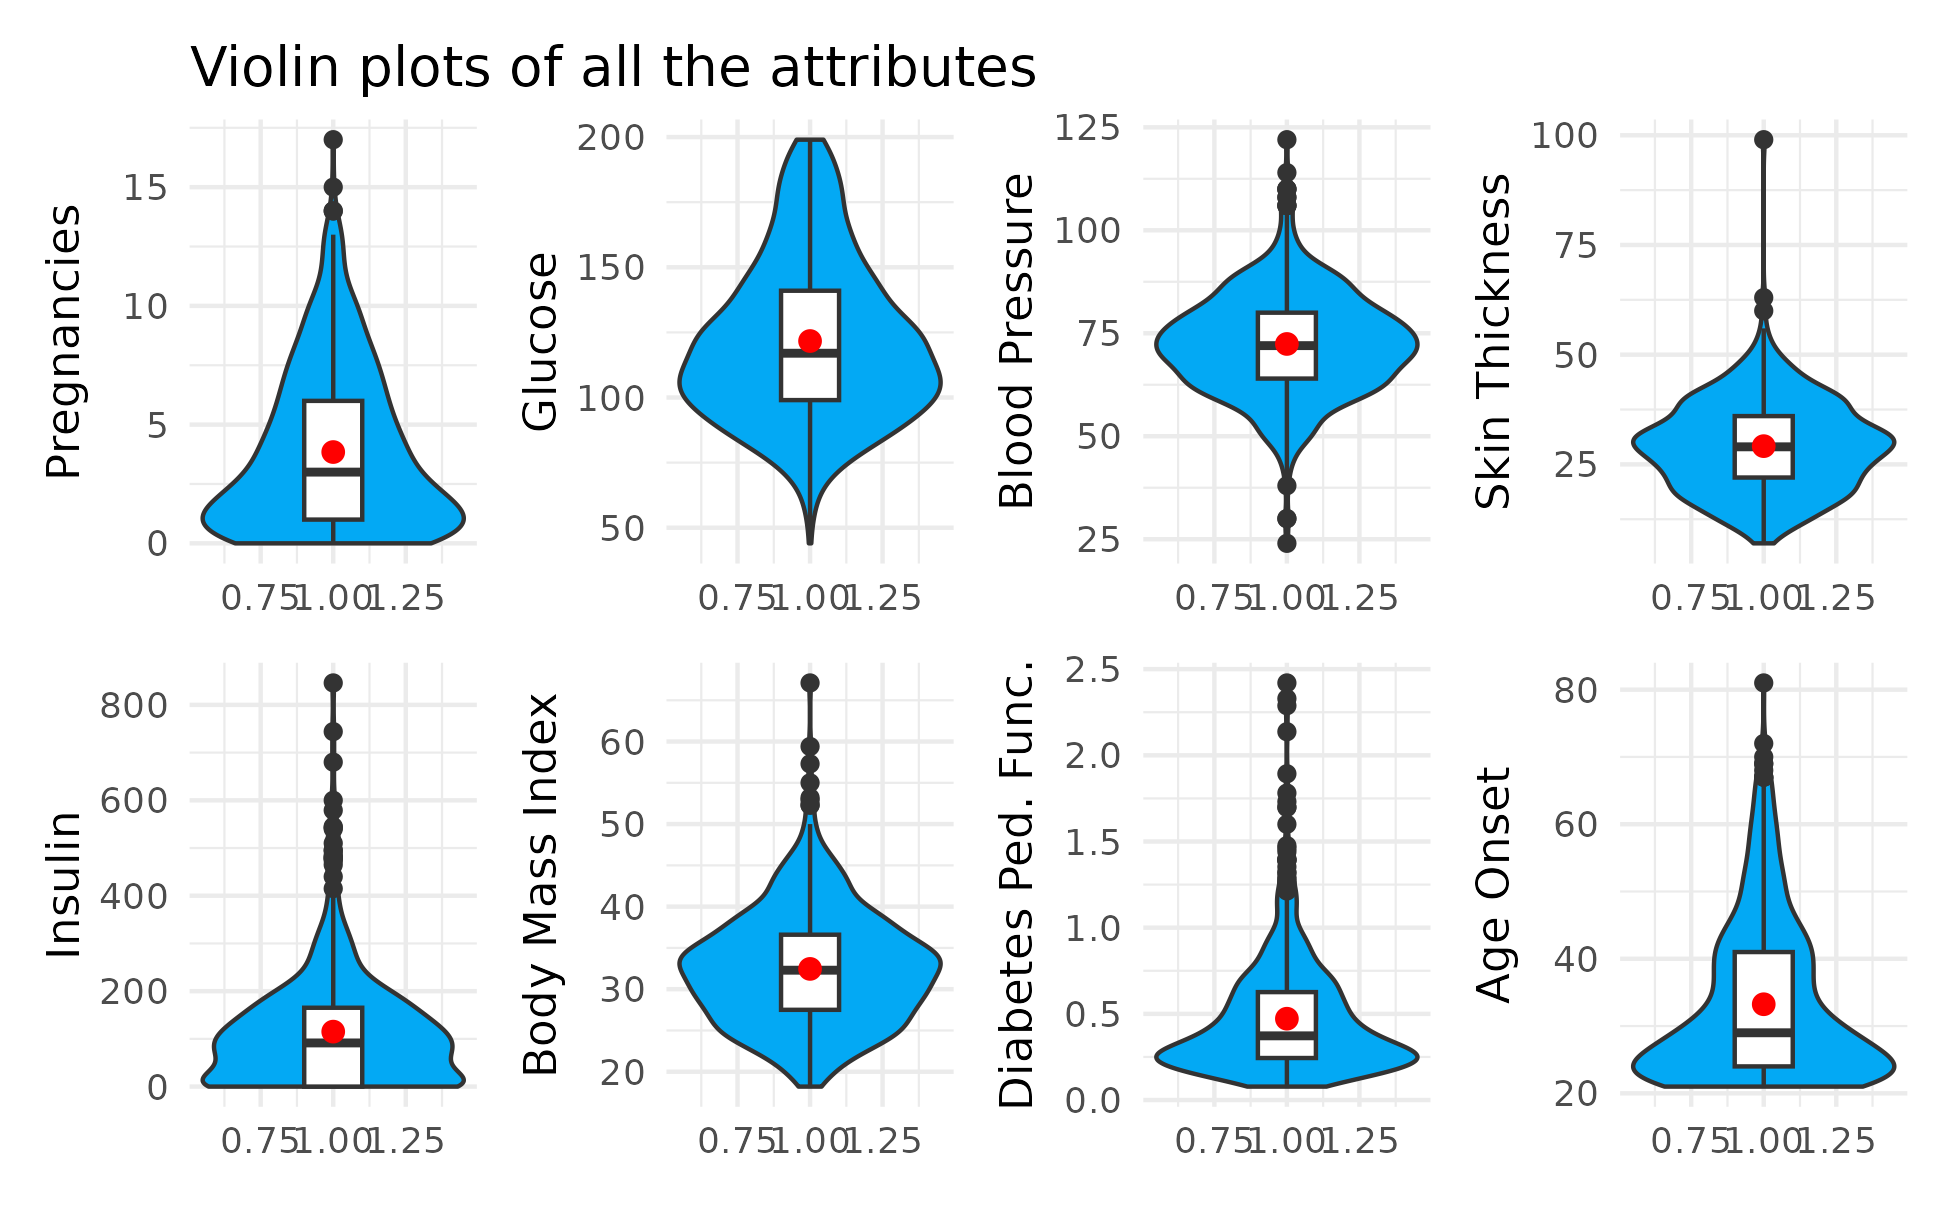 Violin plots of all the attributes
Pregnancies
15
10
5
0
0.75 1.00 1.25
Glucose
200
150
100
50
0.75 1.00 1.25
Blood Pressure
125
100
75
50
25
0.75 1.00 1.25
Skin Thickness
100
75
50
25
0.75 1.00 1.25
Insulin
800
600
400
200
0
0.75 1.00 1.25
Body Mass Index
60
50
40
30
20
0.75 1.00 1.25
Diabetes Ped. Func.
2.5
2.0
1.5
1.0
0.5
0.0
0.75 1.00 1.25
Age Onset
80
60
40
20
0.75 1.00 1.25